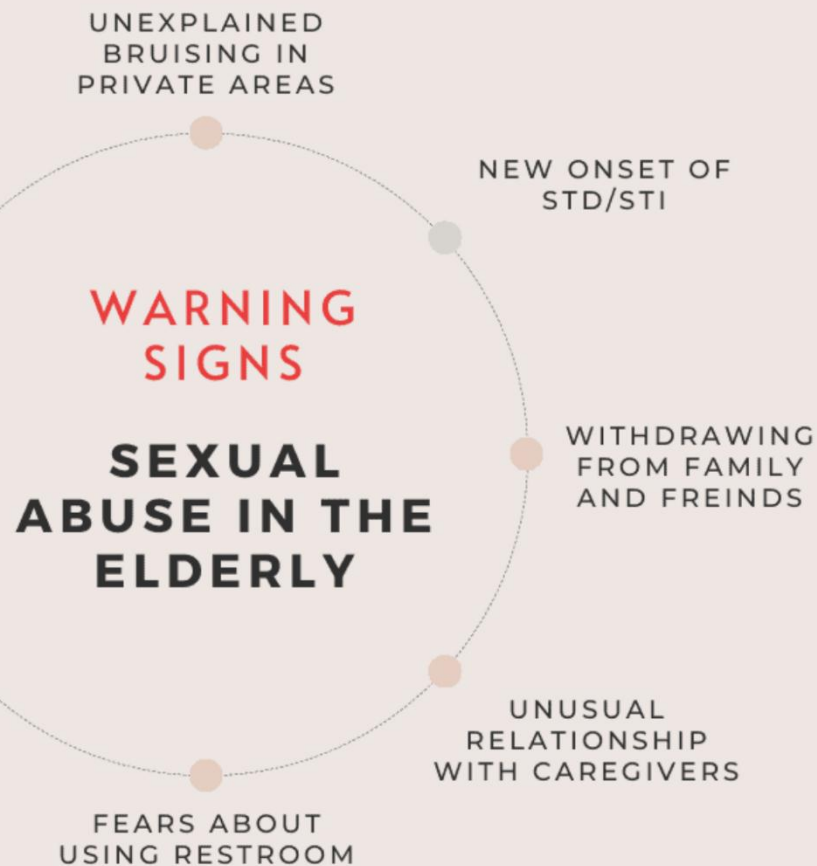 UNEXPLAINED
BRUISING IN
PRIVATE AREAS
NEW ONSET OF
STD/STI
WARNING
SIGNS
SEXUAL
ABUSE IN THE
ELDERLY
WITHDRAWING
FROM FAMILY
AND FREINDS
UNUSUAL
RELATIONSHIP
WITH CAREGIVERS
FEARS ABOUT
USING RESTROOM